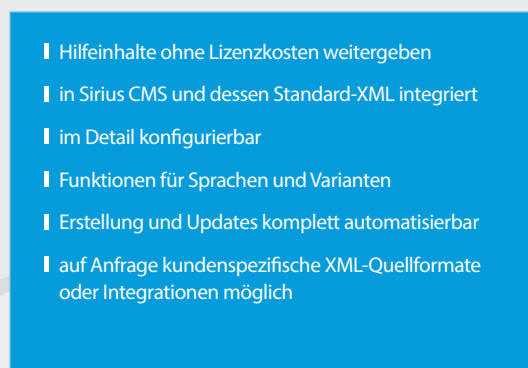 Hilfeinhalte ohne Lizenzkosten weitergeben
in Sirius CMS und dessen Standard-XML integriert
im Detail konfigurierbar
Funktionen für Sprachen und Varianten
Erstellung und Updates komplett automatisierbar
auf Anfrage kundenspezifische XML-Quellformate
oder Integrationen möglich